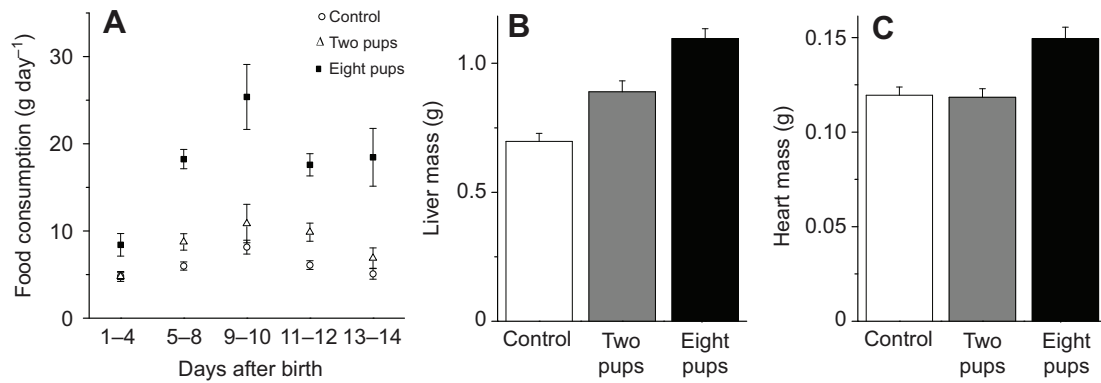 A
Control
Two pups
Eight pups
Food consumption (g day–1)
30
20
10
0
1–4 5–8 9–10 11–12 13–14
Days after birth
B
Liver mass (g)
1.0
0.5
0
Control Two pups Eight pups
C
Heart mass (g)
0.15
0.10
0.05
0
Control Two pups Eight pups